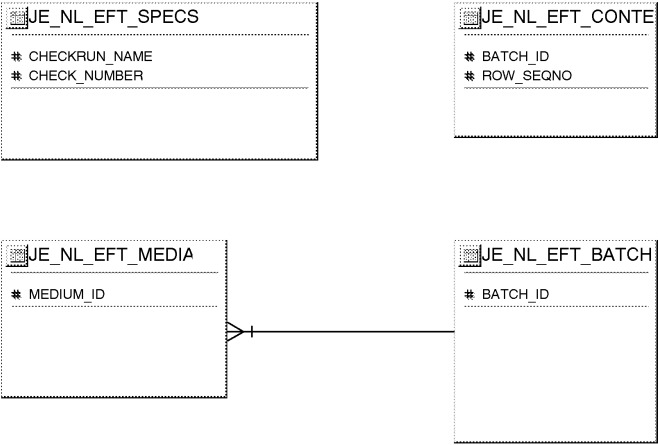 JE_NL_EFT_SPECS
# CHECKRUN_NAME
# CHECK_NUMBER
JE_NL_EFT_CONTE
# BATCH_ID
# ROW_SEQNO
JE_NL_EFT_MEDIA
# MEDIUM_ID
JE_NL_EFT_BATCH
# BATCH_ID